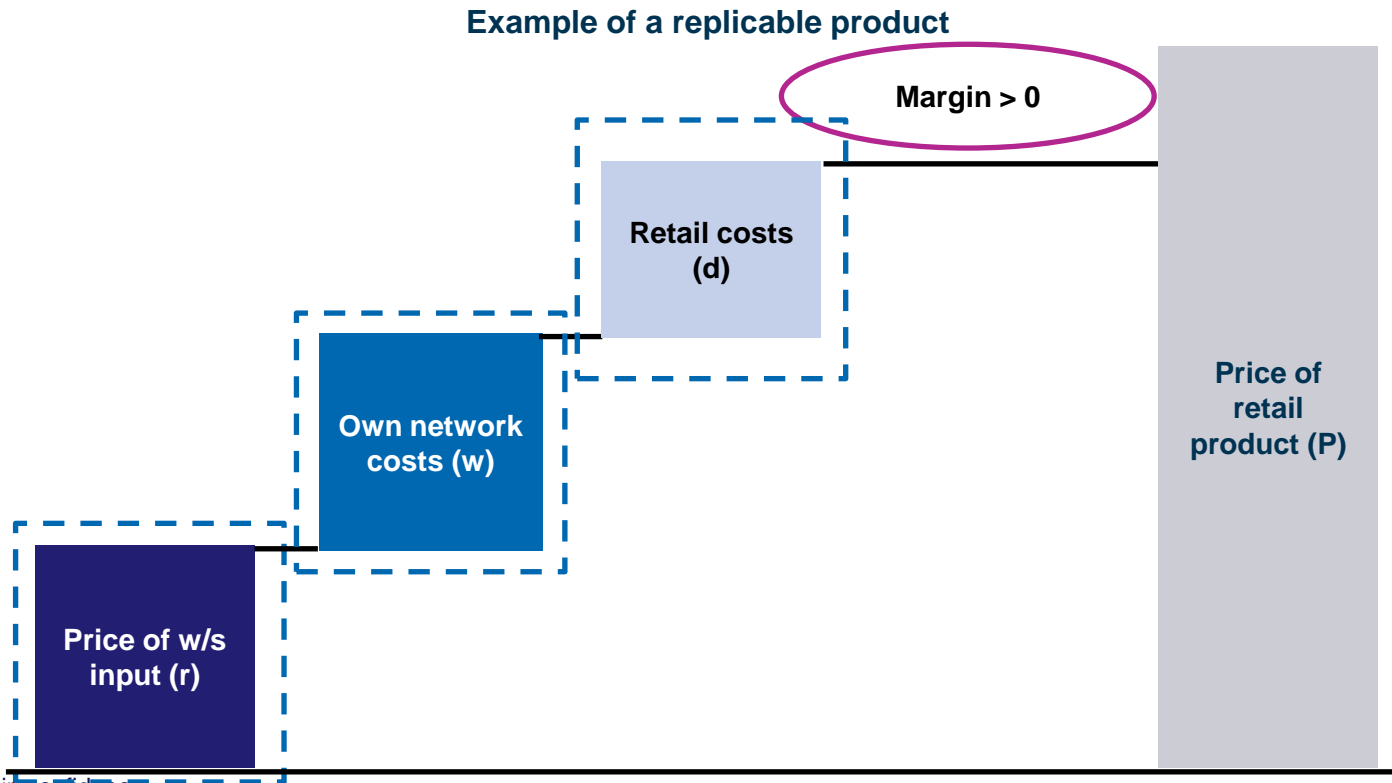 Example of a replicable product
Margin > 0
Retail costs
(d)
Own network
costs (w)
Price of w/s
input (r)
Price of
retail
product (P)